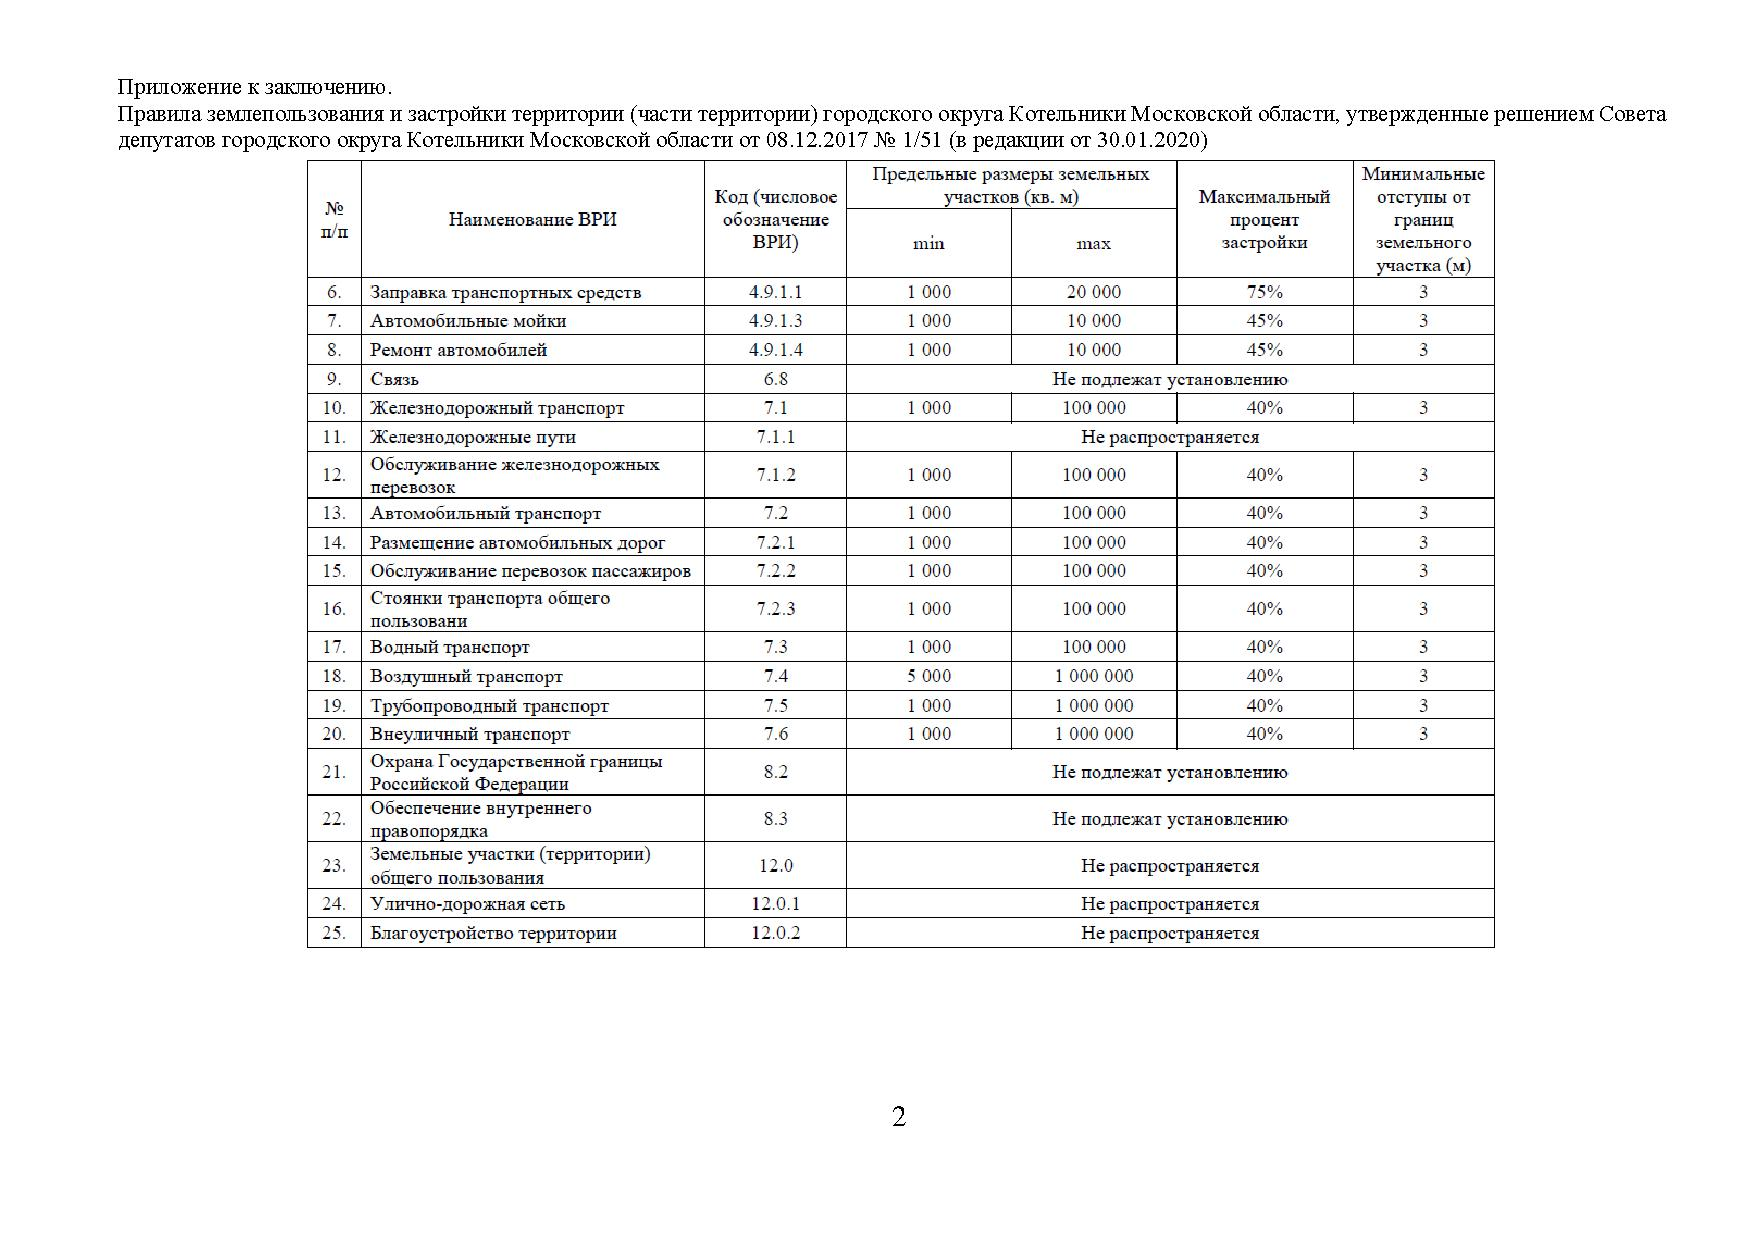 Приложение к заключению.
Правила землепользования и застройки территории (части территории) городского округа Котельники Московской области, утвержденные решением Совета
депутатов городского округа Котельники Московской области от 08.12.2017 № 1/51 (в редакции от 30.01.2020)
№ п/п Наименование ВРИ Код (числовое обозначение ВРИ) Предельные размеры земельных участков (кв. м) Максимальный процент застройки Минимальные отступы от границ земельного участка (м)
min max
6. Заправка транспортных средств 4.9.1.1 1 000 20 000 75% 3
7. Автомобильные мойки 4.9.1.3 1 000 10 000 45% 3
8. Ремонт автомобилей 4.9.1.4 1 000 10 000 45% 3
9. Связь 6.8 Не подлежат установлению
10. Железнодорожный транспорт 7.1 1 000 100 000 40% 3
11. Железнодорожные пути 7.1.1 Не распространяется
12. Обслуживание железнодорожных перевозок 7.1.2 1 000 100 000 40% 3
13. Автомобильный транспорт 7.2 1 000 100 000 40% 3
14. Размещение автомобильных дорог 7.2.1 1 000 100 000 40% 3
15. Обслуживание перевозок пассажиров 7.2.2 1 000 100 000 40% 3
16. Стоянки транспорта общего пользовани 7.2.3 1 000 100 000 40% 3
17. Водный транспорт 7.3 1 000 100 000 40% 3
18. Воздушный транспорт 7.4 5 000 1 000 000 40% 3
19. Трубопроводный транспорт 7.5 1 000 1 000 000 40% 3
20. Внеуличный транспорт 7.6 1 000 1 000 000 40% 3
21. Охрана Государственной границы Российской Федерации 8.2 Не подлежат установлению
22. Обеспечение внутреннего правопорядка 8.3 Не подлежат установлению
23. Земельные участки (территории) общего пользования 12.0 Не распространяется
24. Улично-дорожная сеть 12.0.1 Не распространяется
25. Благоустройство территории 12.0.2 Не распространяется
2